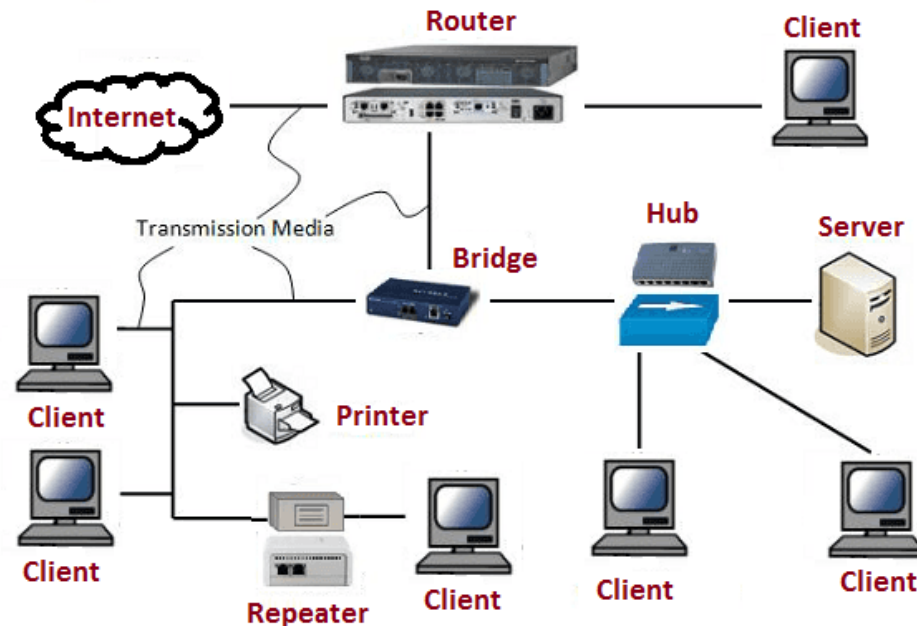 Router
Client
Internet
Transmission Media
Hub
Server
Bridge
Client
Printer
Client
Repeater
Client
Client
Client